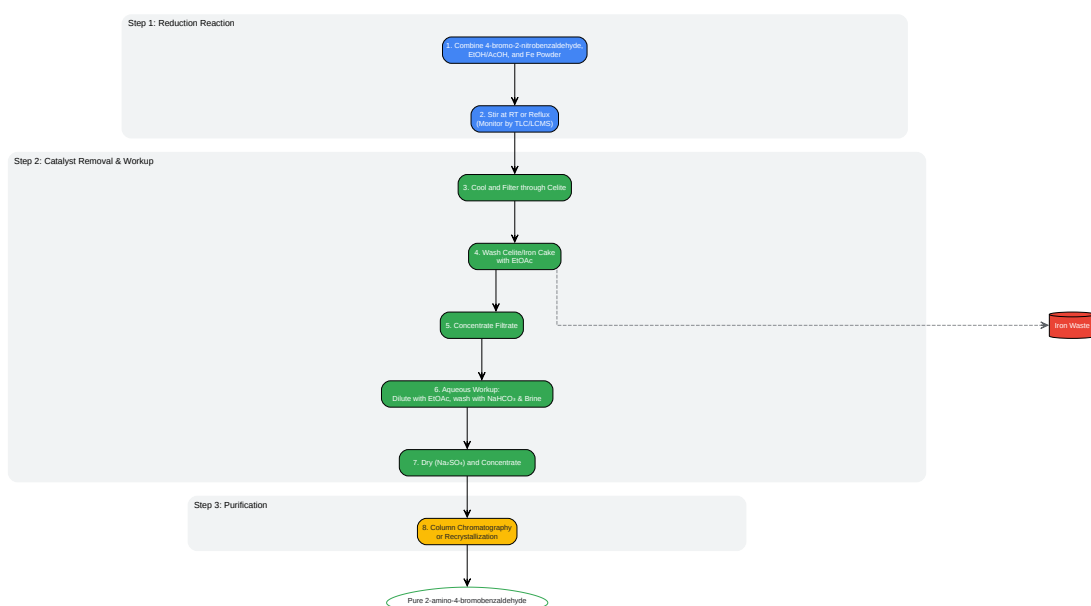 Step 1: Reduction Reaction
1. Combine 4-bromo-2-nitrobenzaldehyde,
EtOH/AcOH, and Fe Powder
2. Stir at RT or Reflux
(Monitor by TLC/LCMS)
Step 2: Catalyst Removal & Workup
3. Cool and Filter through Celite
4. Wash Celite/Iron Cake
with EtOAc
5. Concentrate Filtrate
Iron Waste
6. Aqueous Workup:
Dilute with EtOAc, wash with NaHCO₃ & Brine
7. Dry (Na₂SO₄) and Concentrate
Step 3: Purification
8. Column Chromatography
or Recrystallization
Pure 2-amino-4-bromobenzaldehyde